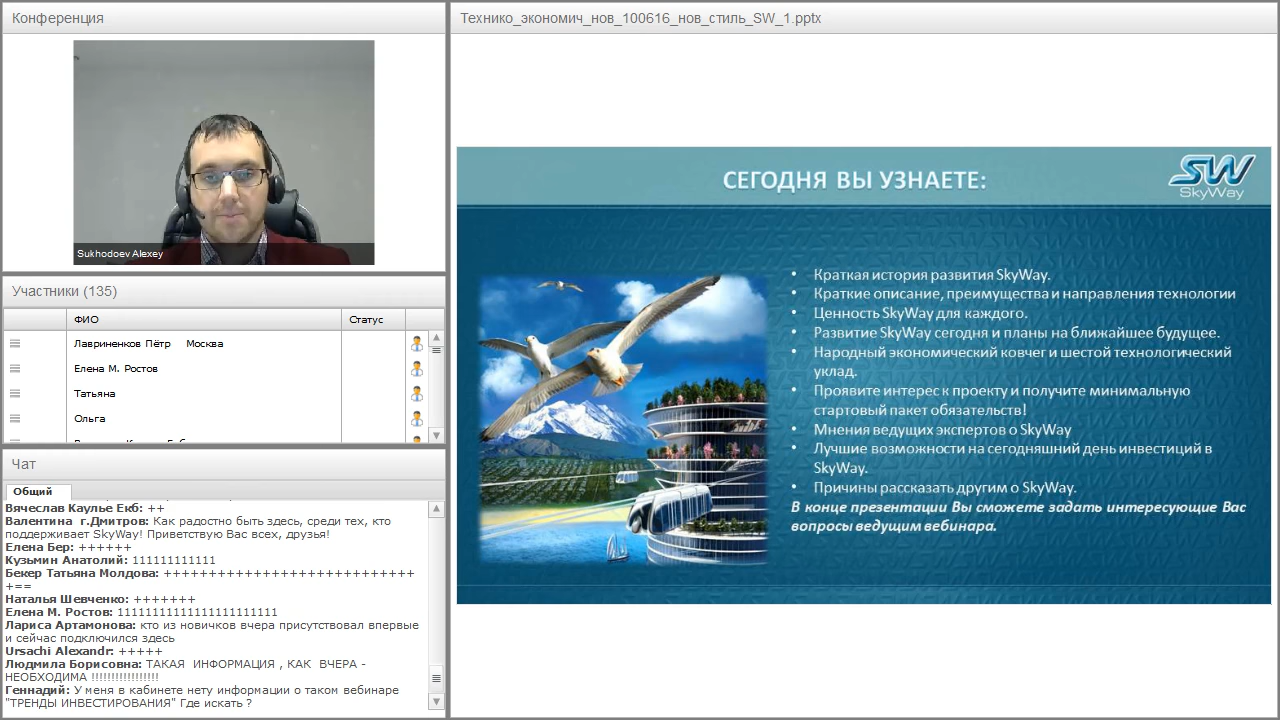 Конференция
Sukhodoev Alexey
Участники (135)
ФИО
Статус
Лавриненков Пётр Москва
Елена М. Ростов
Татьяна
Ольга
Чат
Общий
Вячеслав Каулье Екб: ++
Валентина г.Дмитров: Как радостно быть здесь, среди тех, кто
поддерживает SkyWay! Приветствую Вас всех, друзья!
Елена Бер: ++++++
Кузьмин Анатолий: 111111111111
Бекер Татьяна Молдова: ++++++++++++++++++++++++++++
+==
Наталья Шевченко: +++++++
Елена М. Ростов: 11111111111111111111111
Лариса Артамонова: кто из новичков вчера присутствовал впервые
и сейчас подключился здесь
Ursachi Alexandr: +++++
Людмила Борисовна: ТАКАЯ ИНФОРМАЦИЯ , КАК ВЧЕРА -
НЕОБХОДИМА !!!!!!!!!!!!!!!!!
Геннадий: У меня в кабинете нету информации о таком вебинаре
"ТРЕНДЫ ИНВЕСТИРОВАНИЯ" Где искать ?
Технико_экономич_нов_100616_нов_стиль_SW_1.pptx
СЕГОДНЯ ВЫ УЗНАЕТЕ:
SW
SkyWay
• Краткая история развития SkyWay.
• Краткие описание, преимущества и направления технологии
• Ценность SkyWay для каждого.
• Развитие SkyWay сегодня и планы на ближайшее будущее.
• Народный экономический ковчег и шестой технологический
уклад.
• Проявите интерес к проекту и получите минимальную
стартовый пакет обязательств!
• Мнения ведущих экспертов о SkyWay
• Лучшие возможности на сегодняшний день инвестиций в
SkyWay.
• Причины рассказать другим о SkyWay.
В конце презентации Вы сможете задать интересующие Вас
вопросы ведущим вебинара.